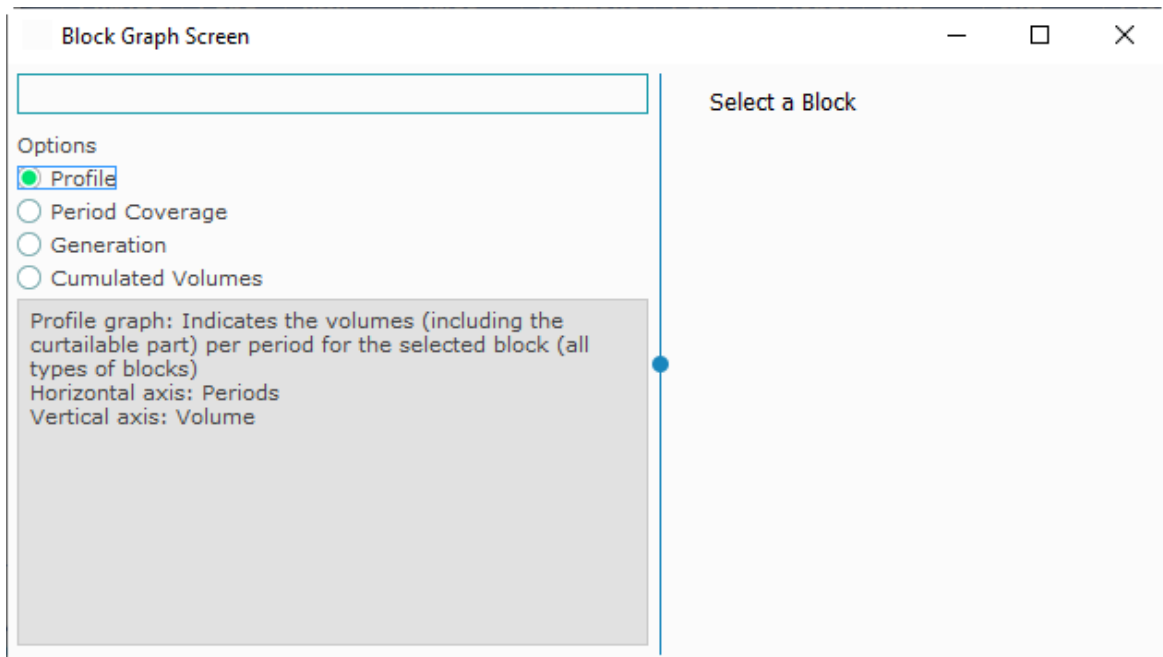 Block Graph Screen
Select a Block
Options
Profile
Period Coverage
Generation
Cumulated Volumes
Profile graph: Indicates the volumes (including the
curtailable part) per period for the selected block (all
types of blocks)
Horizontal axis: Periods
Vertical axis: Volume